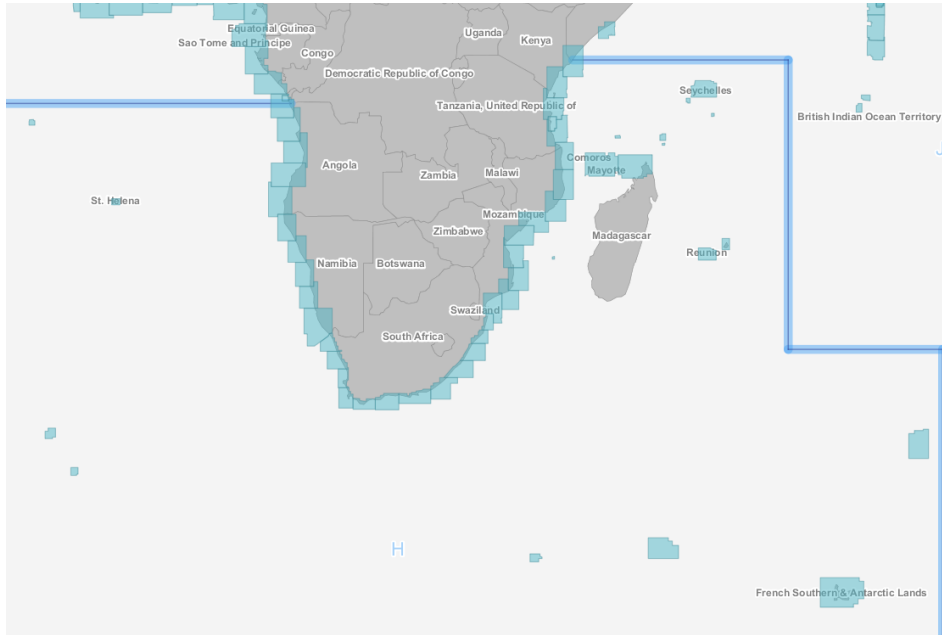 Uganda
Equatorial Guinea
Kenya
Sao Tome and Principe
Congo
Democratic Republic of Congo
Seychelles
Tanzania, United Republic of
British Indian Ocean Territory
Comoros
Angola
Mayotte
Malawi
Zambia
St. Helena
Mozambique
Zimbabwe
Madagascar
Reunion
Namibia
Botswana
Swaziland
South Africa
H
French Southern & Antarctic Lands